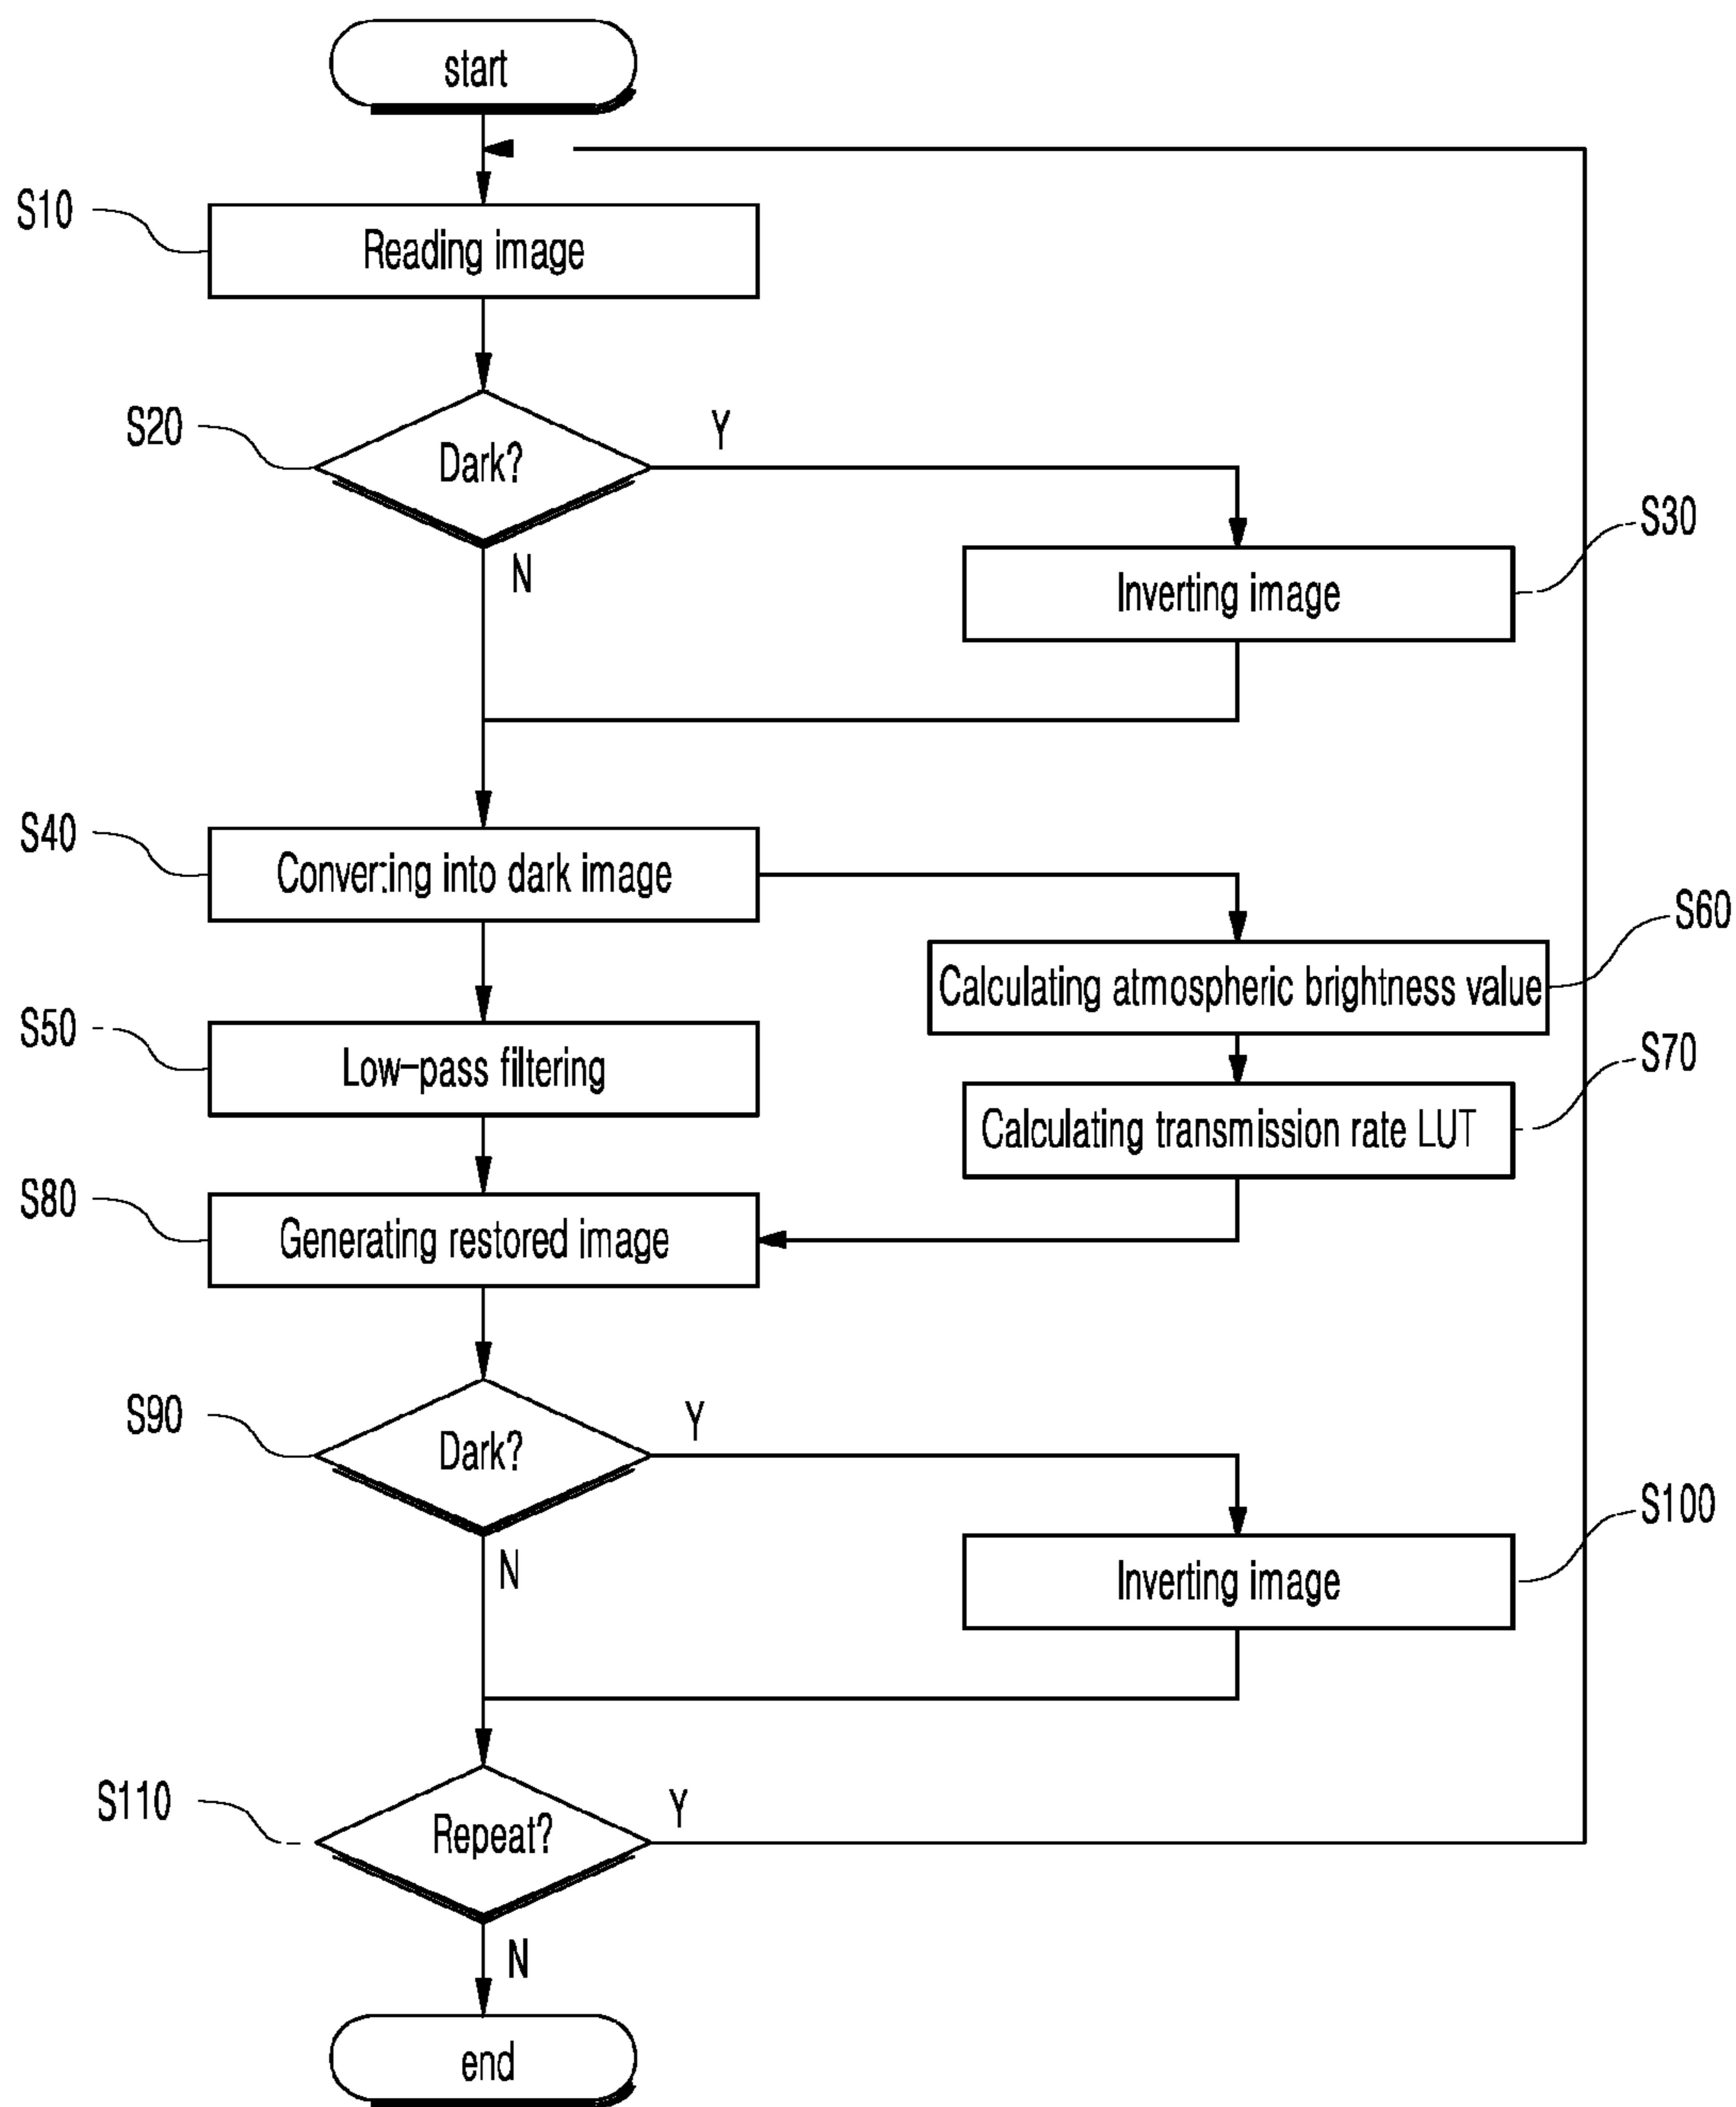 start
S10
Reading image
S20
Dark?
Y
N
S30
Inverting image
S40
Converting into dark image
S60
Calculating atmospheric brightness value
S50
Low-pass filtering
S70
Calculating transmission rate LUT
S80
Generating restored image
S90
Dark?
Y
N
S100
Inverting image
S110
Repeat?
Y
N
end